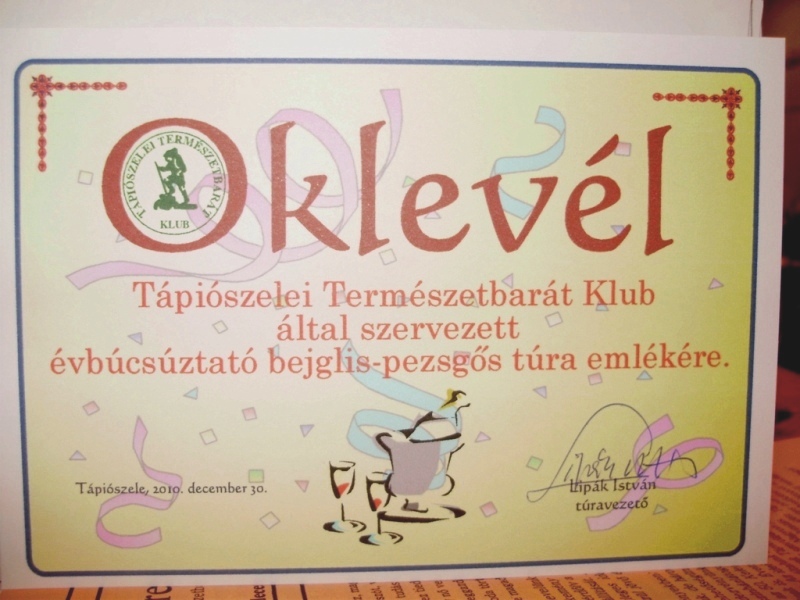 Oklevél
TÁPIÓSZELEI TERMÉSZETBARÁT
KLUB
Tápiószelei Természetbarát Klub
által szervezett
évbúcsúztató bejglis-pezsgős túra emlékére.
Tápiószele, 2010. december 30.
Lipák István
túravezető